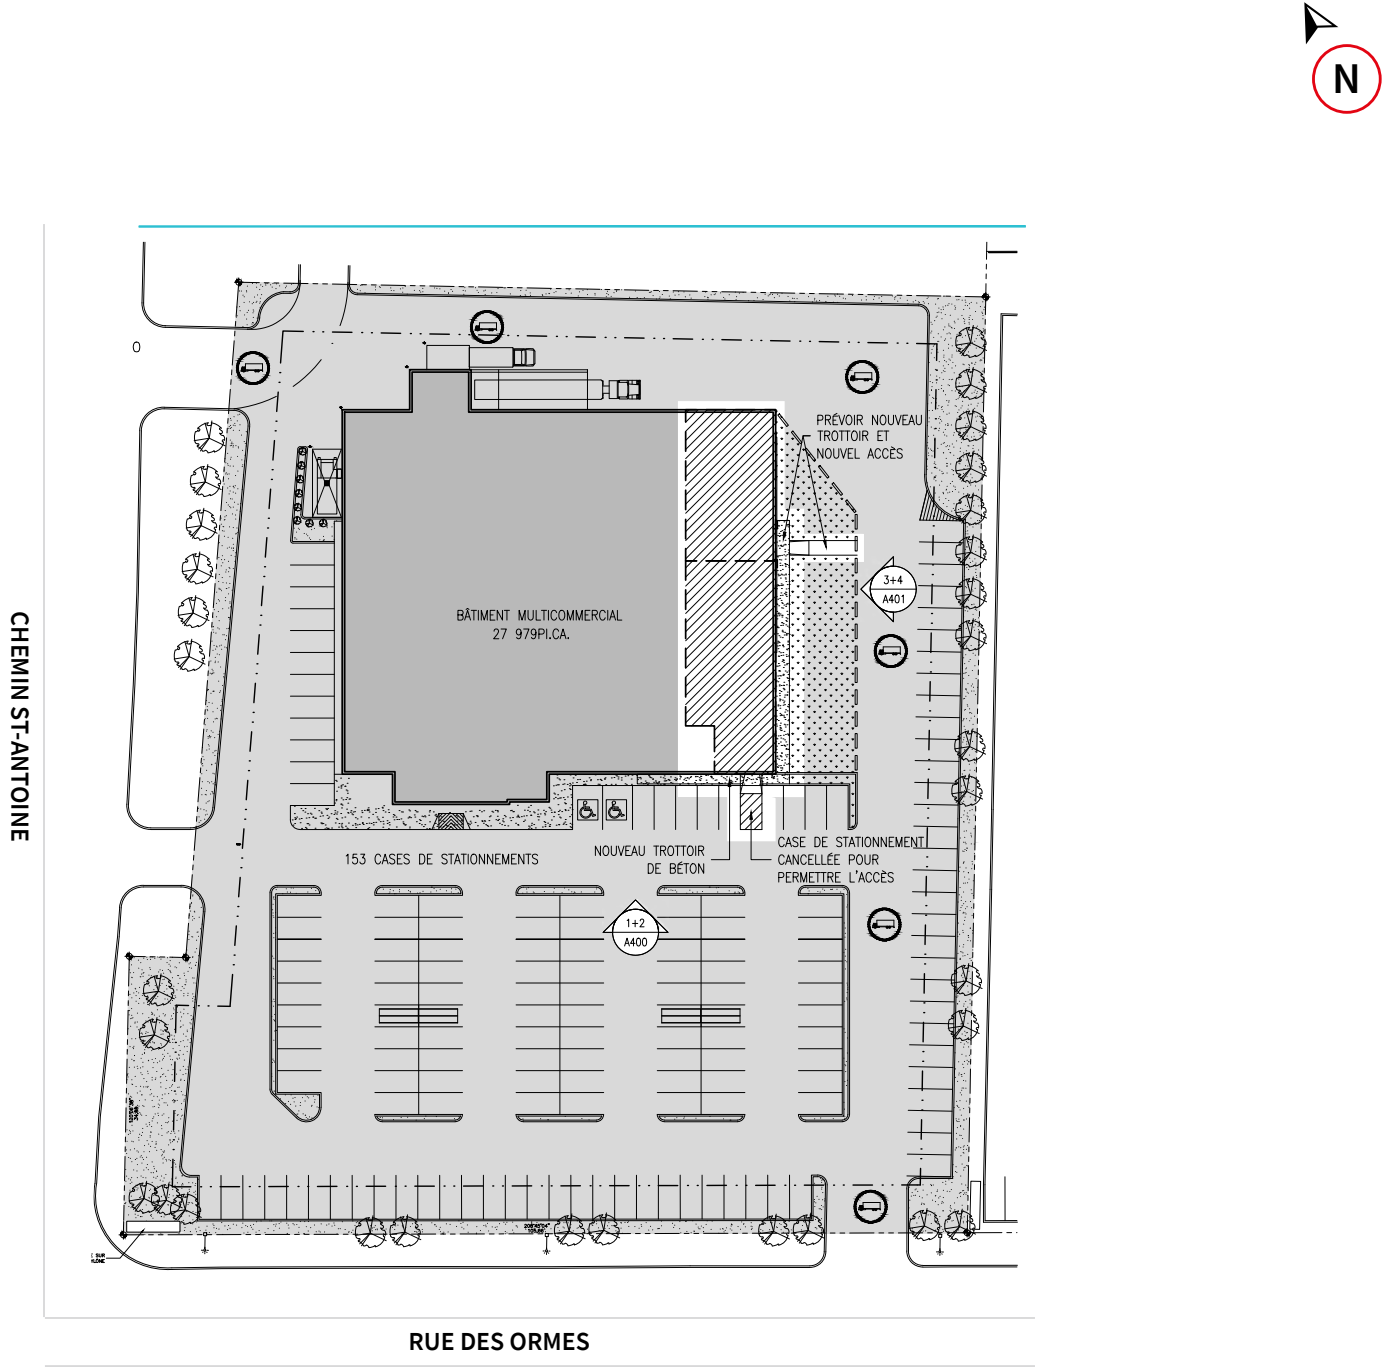 N
PRÉVOIR NOUVEAU
TROTTOIR ET
NOUVEL ACCÈS
3+4
A401
BÂTIMENT MULTICOMMERCIAL
27 979PI.CA.
CHEMIN ST-ANTOINE
153 CASES DE STATIONNEMENTS
NOUVEAU TROTTOIR
DE BÉTON
CASE DE STATIONNEMENT
CANCELLÉE POUR
PERMETTRE L'ACCÈS
1+2
A400
SUR
RUE DES ORMES